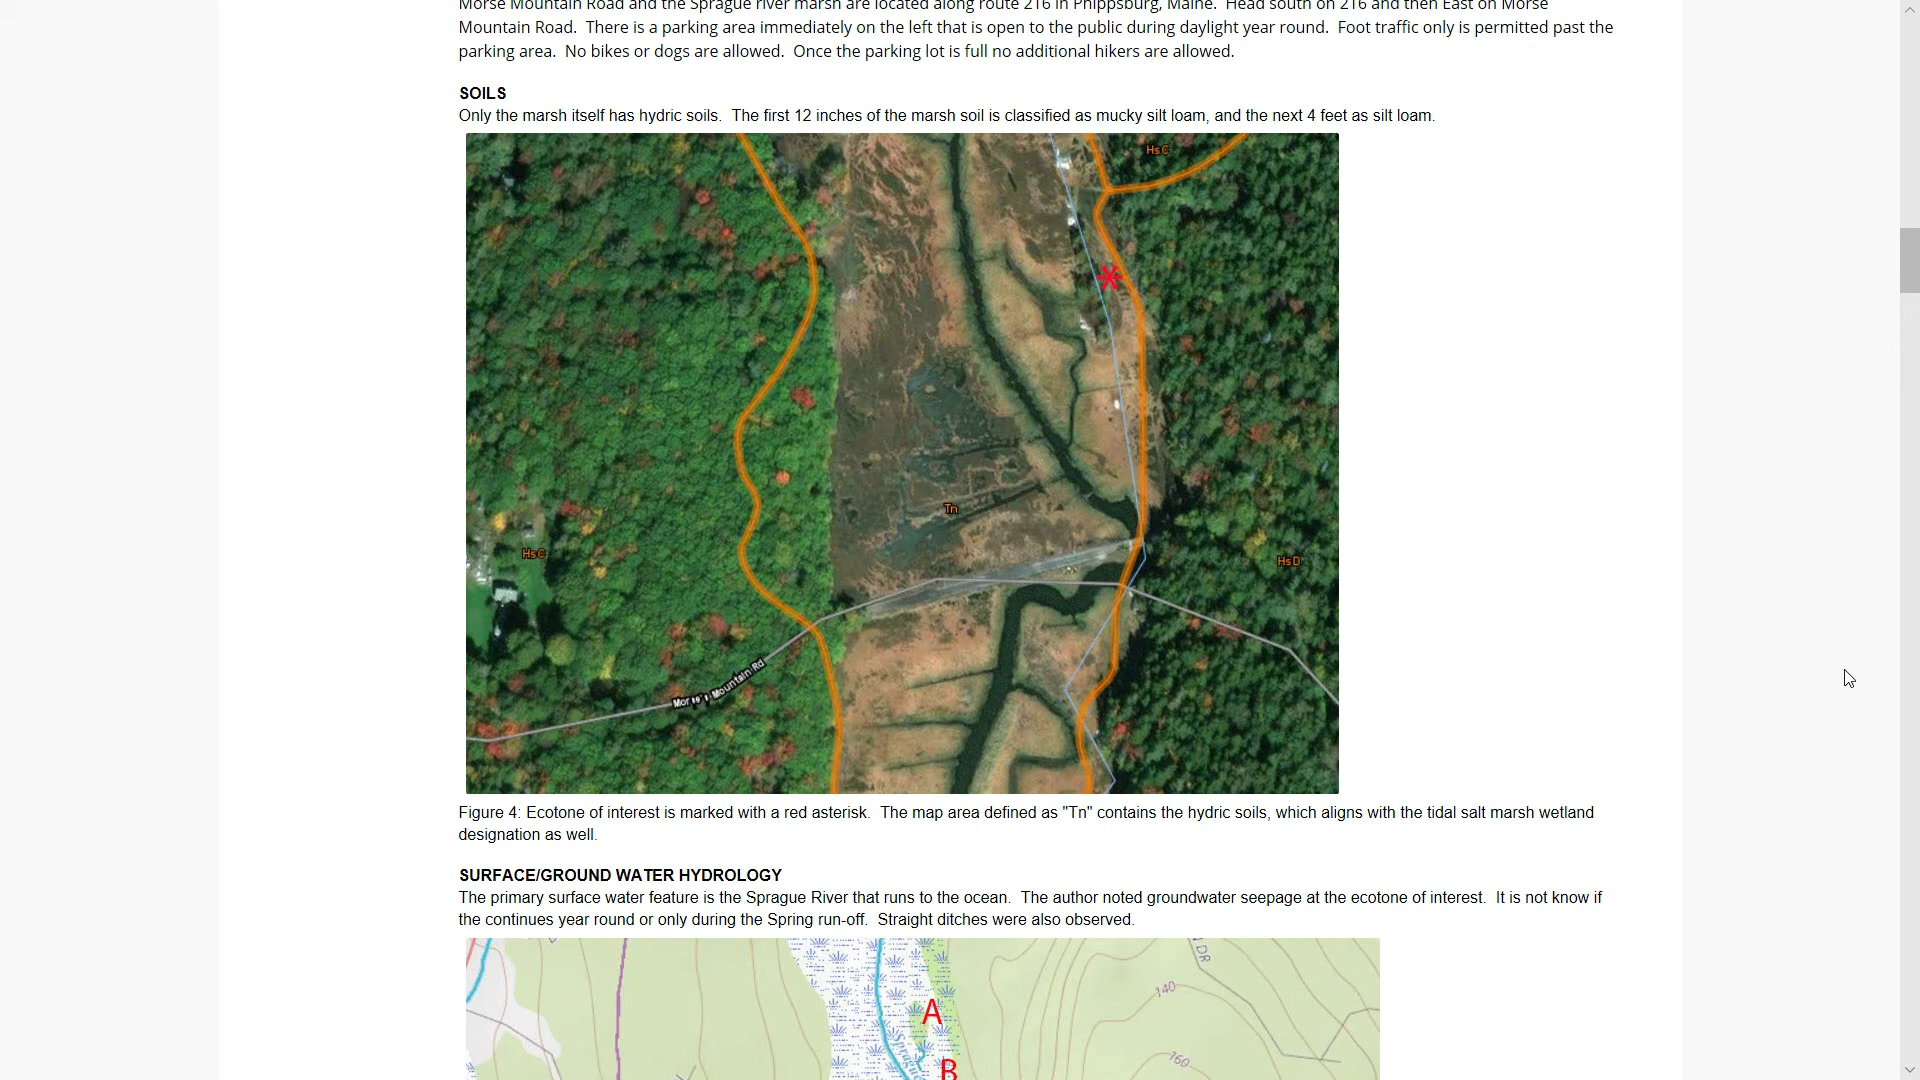 Morse Mountain Road and the Sprague river marsh are located along route 216 in Phippsburg, Maine.  Head south on 216 and then East on Morse
Mountain Road.  There is a parking area immediately on the left that is open to the public during daylight year round.  Foot traffic only is permitted past the
parking area.  No bikes or dogs are allowed.  Once the parking lot is full no additional hikers are allowed.
SOILS
Only the marsh itself has hydric soils.  The first 12 inches of the marsh soil is classified as mucky silt loam, and the next 4 feet as silt loam.
HsC
Tn
HsC
HsD
Mountain Rd
Figure 4: Ecotone of interest is marked with a red asterisk.  The map area defined as "Tn" contains the hydric soils, which aligns with the tidal salt marsh wetland
designation as well.
SURFACE/GROUND WATER HYDROLOGY
The primary surface water feature is the Sprague River that runs to the ocean.  The author noted groundwater seepage at the ecotone of interest.  It is not know if
the continues year round or only during the Spring run-off.  Straight ditches were also observed.
DR
140
A
Sprague
160
B